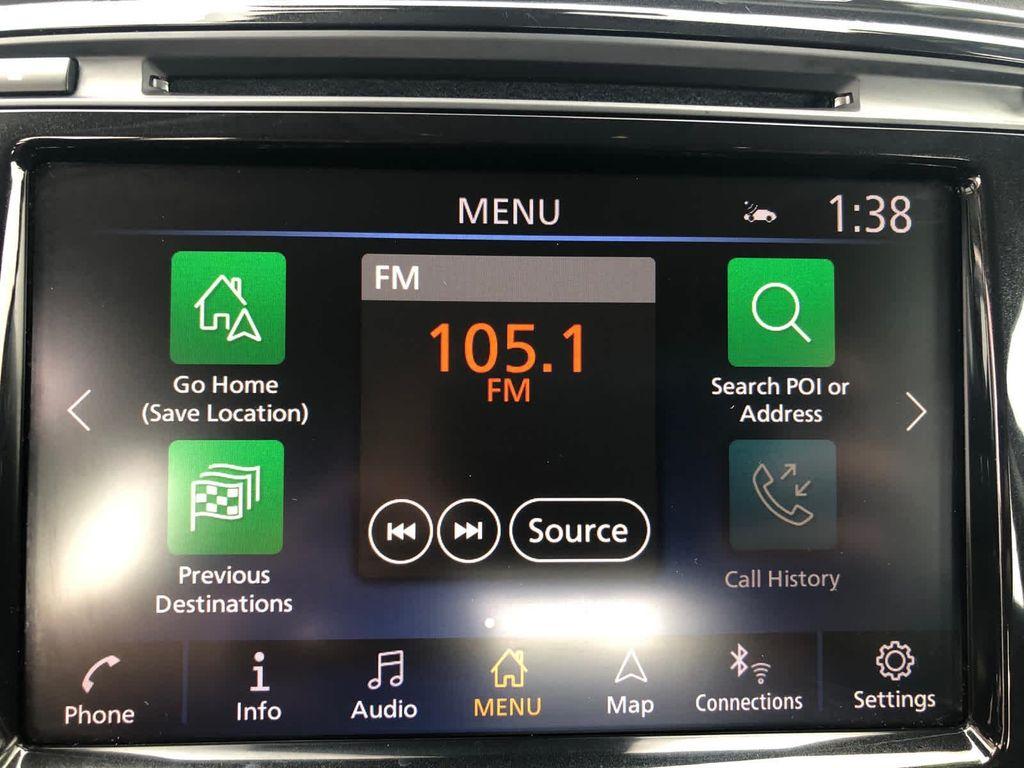 MENU
1:38
FM
105.1
FM
Go Home
(Save Location)
Search POI or
Address
Previous
Destinations
Source
Call History
Phone
Info
Audio
MENU
Map
Connections
Settings